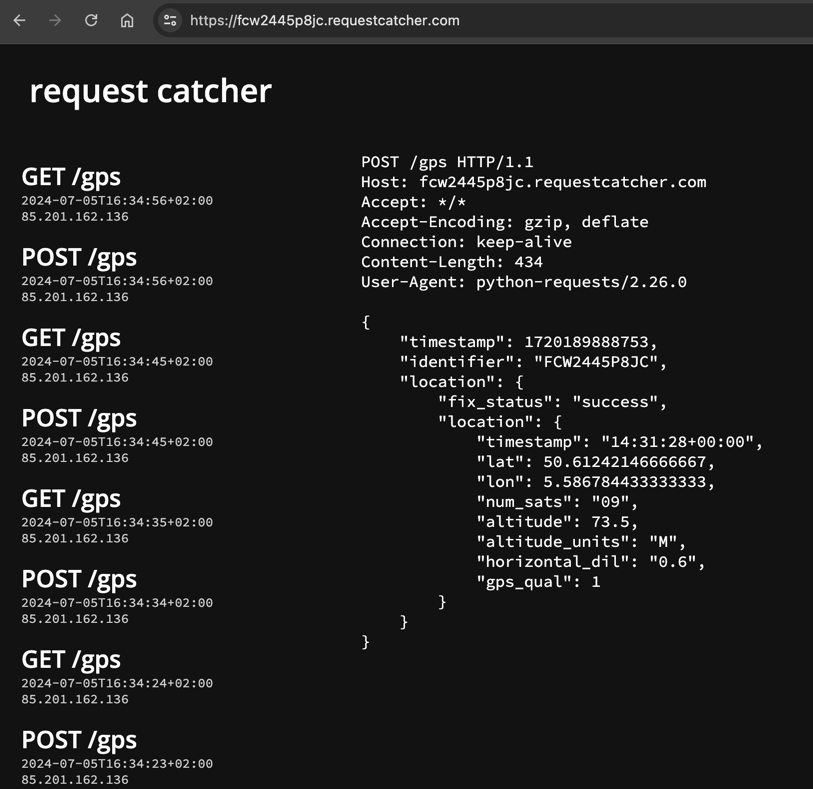 https://fcw2445p8jc.requestcatcher.com
request catcher
GET /gps
2024-07-05T16:34:56+02:00
85.201.162.136
POST /gps
2024-07-05T16:34:56+02:00
85.201.162.136
GET /gps
2024-07-05T16:34:45+02:00
85.201.162.136
POST /gps
2024-07-05T16:34:45+02:00
85.201.162.136
GET /gps
2024-07-05T16:34:35+02:00
85.201.162.136
POST /gps
2024-07-05T16:34:34+02:00
85.201.162.136
GET /gps
2024-07-05T16:34:24+02:00
85.201.162.136
POST /gps
2024-07-05T16:34:23+02:00
85.201.162.136
POST /gps HTTP/1.1
Host: fcw2445p8jc.requestcatcher.com
Accept: */*
Accept-Encoding: gzip, deflate
Connection: keep-alive
Content-Length: 434
User-Agent: python-requests/2.26.0
{
    "timestamp": 1720189888753,
    "identifier": "FCW2445P8JC",
    "location": {
        "fix_status": "success",
        "location": {
            "timestamp": "14:31:28+00:00",
            "lat": 50.61242146666667,
            "lon": 5.586784433333333,
            "num_sats": "09",
            "altitude": 73.5,
            "altitude_units": "M",
            "horizontal_dil": "0.6",
            "gps_qual": 1
        }
    }
}